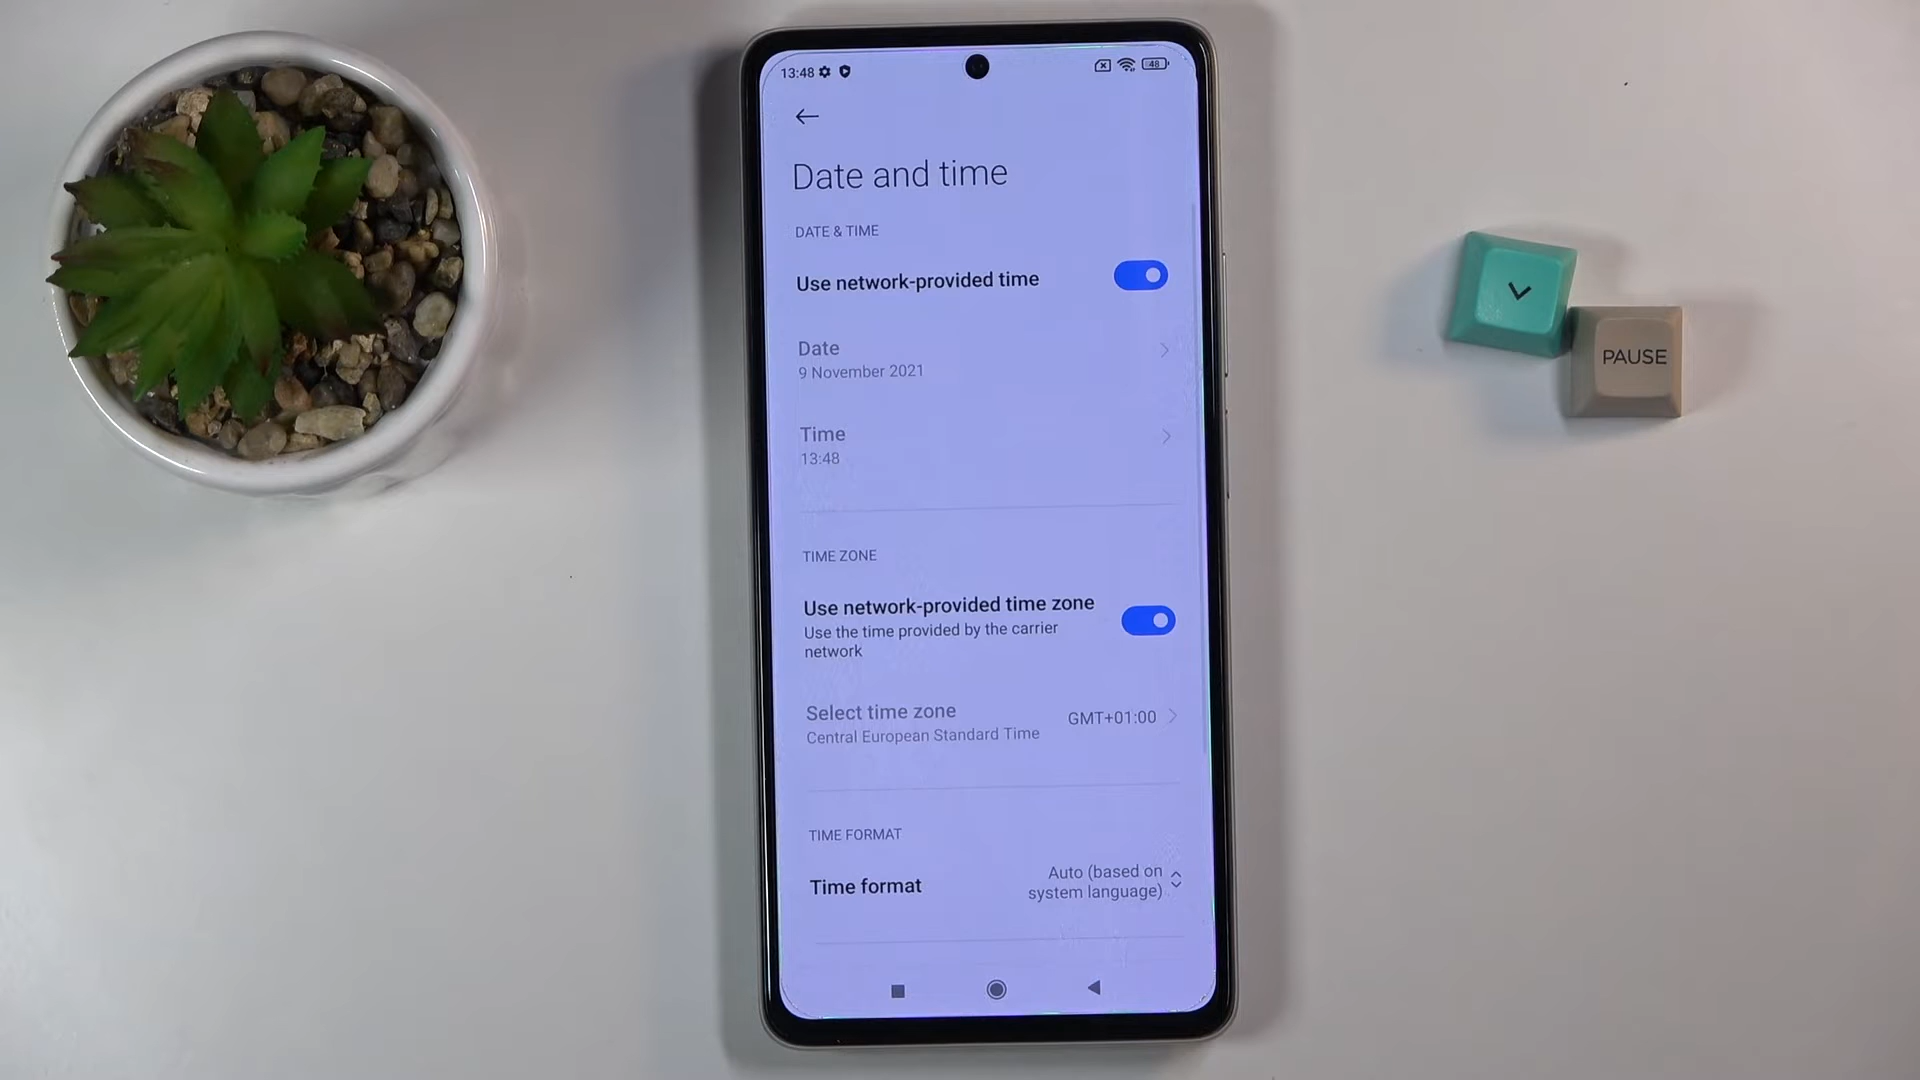 13:48
48
Date and time
DATE & TIME
Use network-provided time
Date
9 November 2021
Time
13:48
TIME ZONE
Use network-provided time zone
Use the time provided by the carrier
network
Select time zone
Central European Standard Time
GMT+01:00
TIME FORMAT
Time format
Auto (based on
system language)
PAUSE